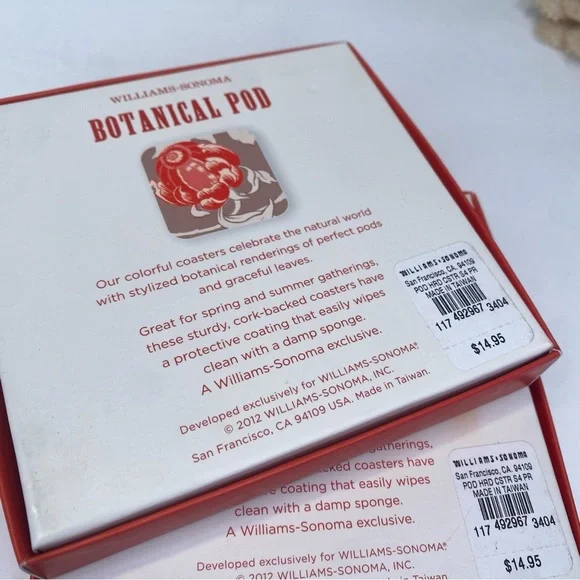 WILLIAMS-SONOMA
BOTANICAL POD
Our colorful coasters celebrate the natural world
with stylized botanical renderings of perfect pods
and graceful leaves.
Great for spring and summer gatherings,
these sturdy, cork-backed coasters have
a protective coating that easily wipes
clean with a damp sponge.
A Williams-Sonoma exclusive.
Developed exclusively for WILLIAMS-SONOMA®
© 2012 WILLIAMS-SONOMA, INC.
San Francisco, CA 94109 USA. Made in Taiwan.
WILLIAMS-SONOMA
San Francisco, CA. 94109
POD HRD CSTR S4 PR
MADE IN TAIWAN
117 492967 3404
$14.95
gatherings,
backed coasters have
coating that easily wipes
clean with a damp sponge.
A Williams-Sonoma exclusive.
Developed exclusively for WILLIAMS-SONOMA®
© 2012 WILLIAMS-SONOMA, INC.
WILLIAMS-SONOMA
San Francisco, CA. 94109
POD HRD CSTR S4 PR
MADE IN TAIWAN
117 492967 3404
$14.95